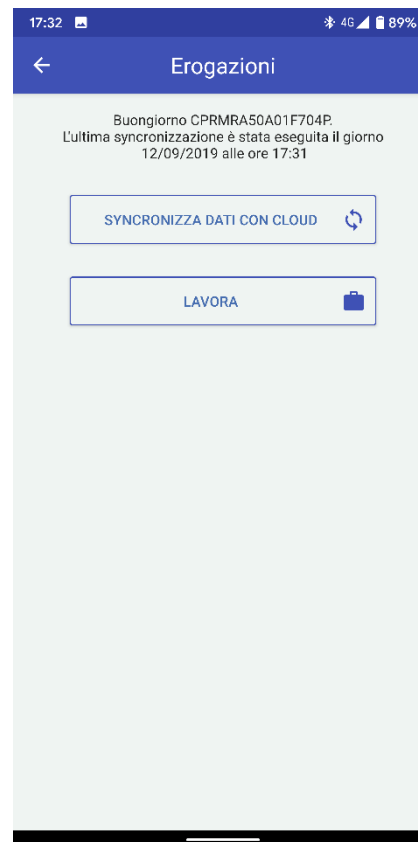 17:32 4G 89%
Erogazioni
Buongiorno CPRMRA50A01F704P.
L'ultima syncronizzazione è stata eseguita il giorno
12/09/2019 alle ore 17:31
SYNCRONIZZA DATI CON CLOUD
LAVORA